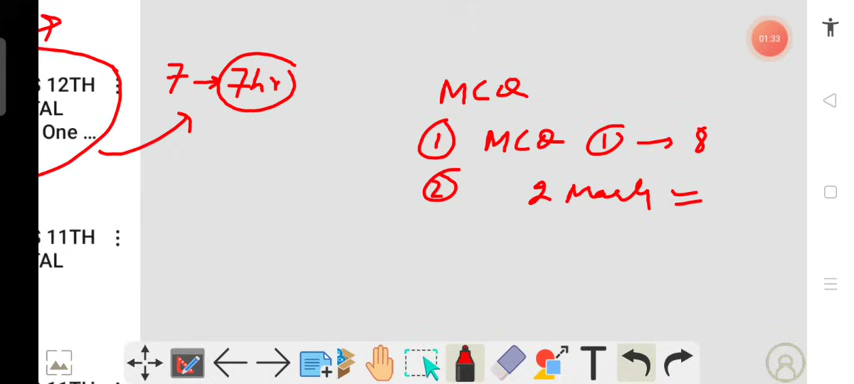 01:33
S 12TH
TAL
One ...
7 → 7hr
MCQ
① MCQ ① → 8
② 2 Mark =
S 11TH
TAL
T